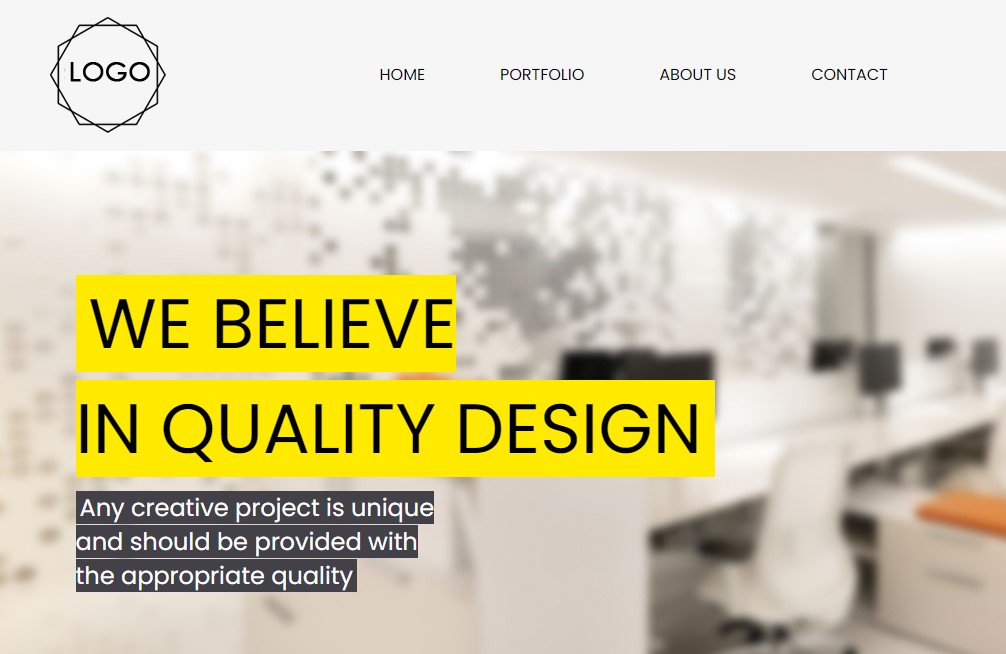 LOGO
HOME PORTFOLIO ABOUT US CONTACT
WE BELIEVE
IN QUALITY DESIGN
Any creative project is unique
and should be provided with
the appropriate quality